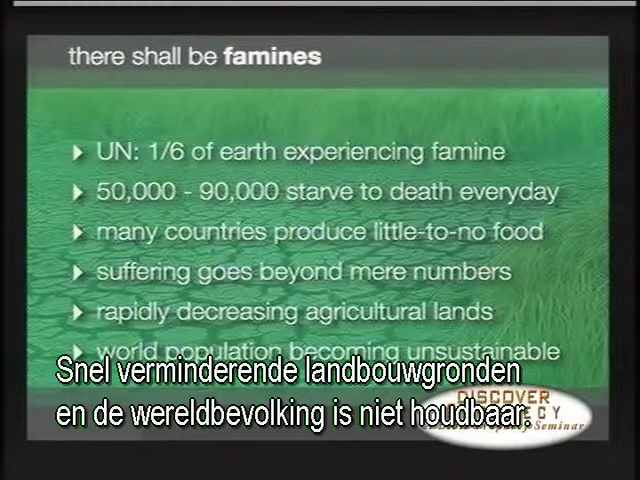 there shall be famines
UN: 1/6 of earth experiencing famine
50,000 - 90,000 starve to death everyday
many countries produce little-to-no food
suffering goes beyond mere numbers
rapidly decreasing agricultural lands
world population becoming unsustainable
Snel verminderende landbouwgronden
en de wereldbevolking is niet houdbaar.
DISCOVER
Seminar